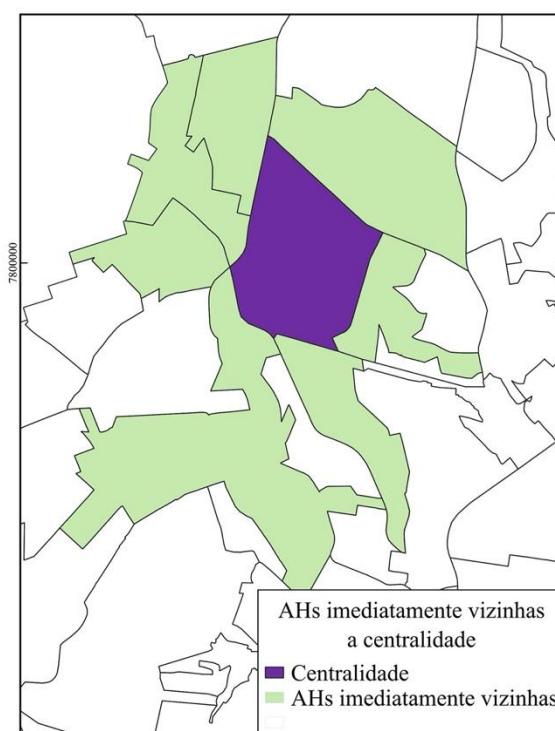 7800000
AHs imediatamente vizinhas
a centralidade
Centralidade
AHs imediatamente vizinhas